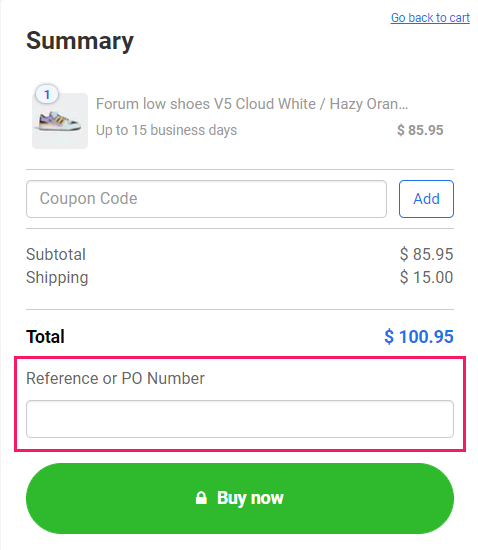 Go back to cart
Summary
1
Forum low shoes V5 Cloud White / Hazy Oran...
Up to 15 business days $ 85.95
Coupon Code Add
Subtotal $ 85.95
Shipping $ 15.00
Total $ 100.95
Reference or PO Number
Buy now